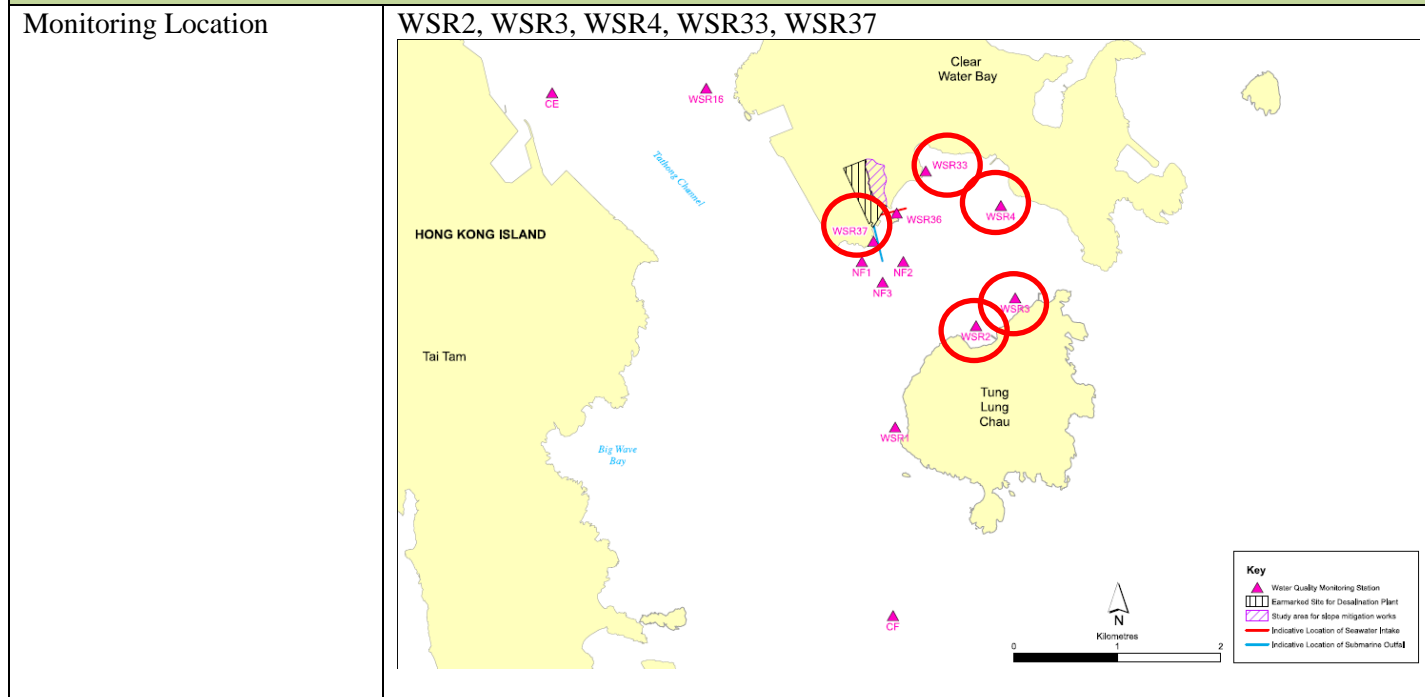 Monitoring Location
WSR2, WSR3, WSR4, WSR33, WSR37
Clear
Water Bay
CE
WSR16
Tathong Channel
WSR33
WSR4
WSR36
WSR37
HONG KONG ISLAND
NF1
NF2
NF3
WSR3
WSR2
Tai Tam
Tung
Lung
Chau
WSR1
Big Wave
Bay
CF
N
Kilometres
0
1
2
Key
Water Quality Monitoring Station
Earmarked Site for Desalination Plant
Study area for slope mitigation works
Indicative Location of Seawater Intake
Indicative Location of Submarine Outfall